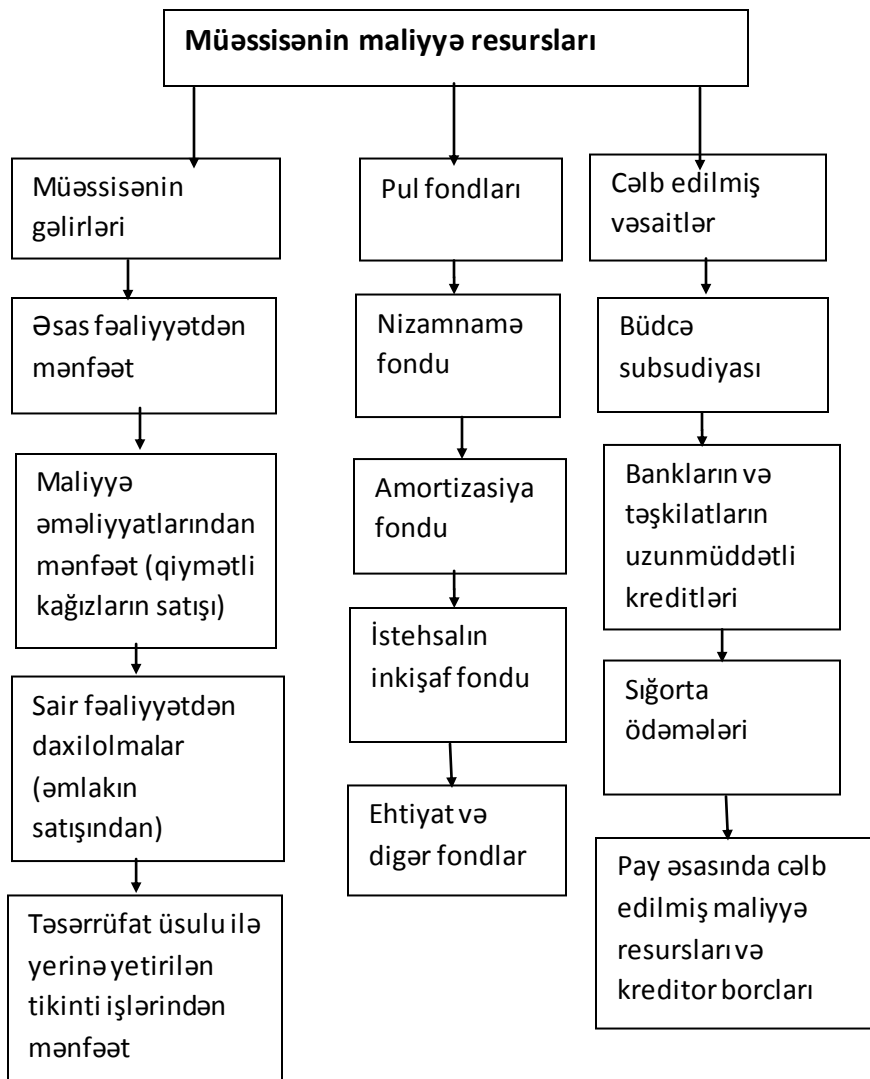 Müəssisənin maliyyə resursları
Müəssisənin
gəlirləri
Əsas fəaliyyətdən
mənfəət
Maliyyə
əməliyyatlarından
mənfəət (qiymətli
kağızların satışı)
Sair fəaliyyətdən
daxilolmalar
(əmlakın
satışından)
Təsərrüfat üsulu ilə
yerinə yetirilən
tikinti işlərindən
mənfəət
Pul fondları
Nizamnamə
fondu
Amortizasiya
fondu
İstehsalın
inkişaf fondu
Ehtiyat və
digər fondlar
Cəlb edilmiş
vəsaitlər
Büdcə
subsudiyası
Bankların və
təşkilatların
uzunmüddətli
kreditləri
Sığorta
ödəmələri
Pay əsasında cəlb
edilmiş maliyyə
resursları və
kreditor borcları